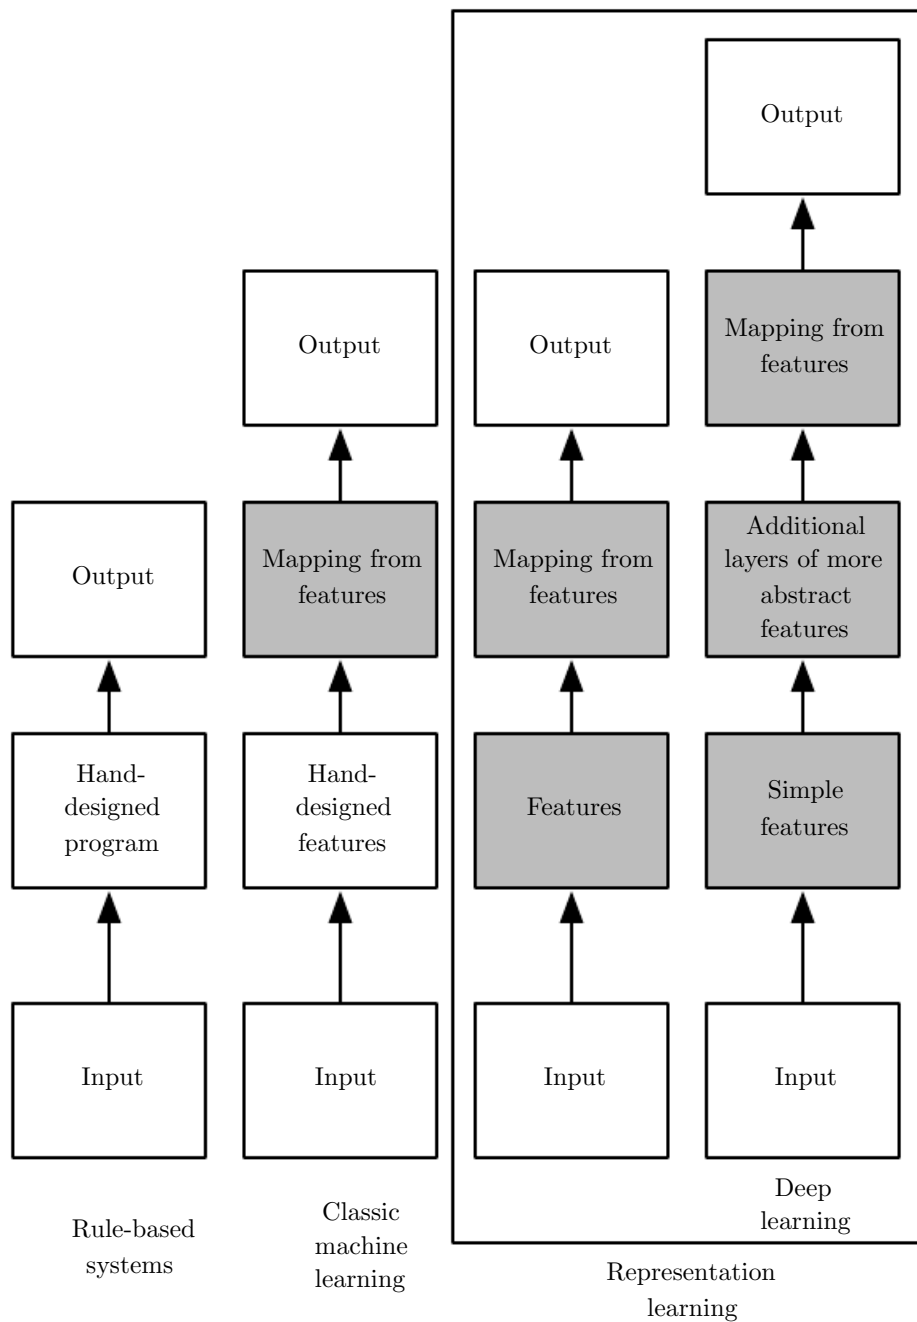 Output
Hand-
designed
program
Input
Rule-based
systems
Output
Mapping from
features
Hand-
designed
features
Input
Classic
machine
learning
Output
Mapping from
features
Features
Input
Output
Mapping from
features
Additional
layers of more
abstract
features
Simple
features
Input
Deep
learning
Representation
learning